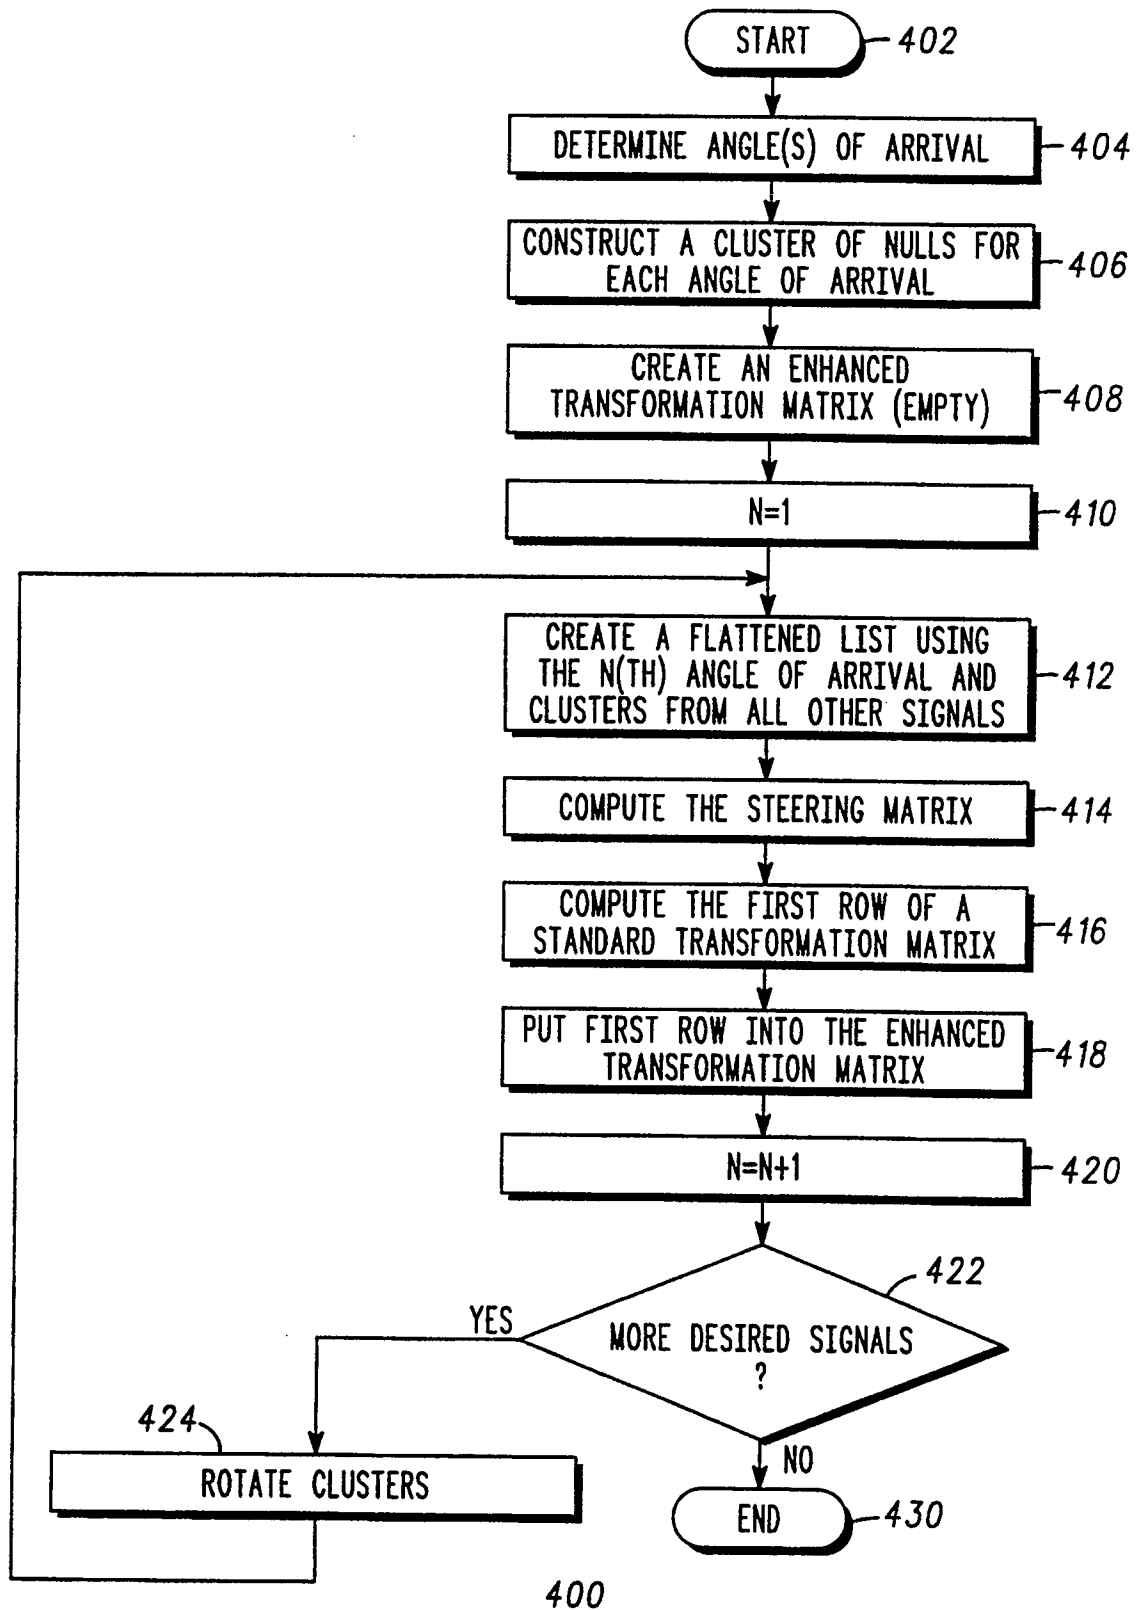 START
402
DETERMINE ANGLE(S) OF ARRIVAL
404
CONSTRUCT A CLUSTER OF NULLS FOR
EACH ANGLE OF ARRIVAL
406
CREATE AN ENHANCED
TRANSFORMATION MATRIX (EMPTY)
408
N=1
410
CREATE A FLATTENED LIST USING
THE N(TH) ANGLE OF ARRIVAL AND
CLUSTERS FROM ALL OTHER SIGNALS
412
COMPUTE THE STEERING MATRIX
414
COMPUTE THE FIRST ROW OF A
STANDARD TRANSFORMATION MATRIX
416
PUT FIRST ROW INTO THE ENHANCED
TRANSFORMATION MATRIX
418
N=N+1
420
422
YES
MORE DESIRED SIGNALS
?
424
ROTATE CLUSTERS
NO
END
430
400